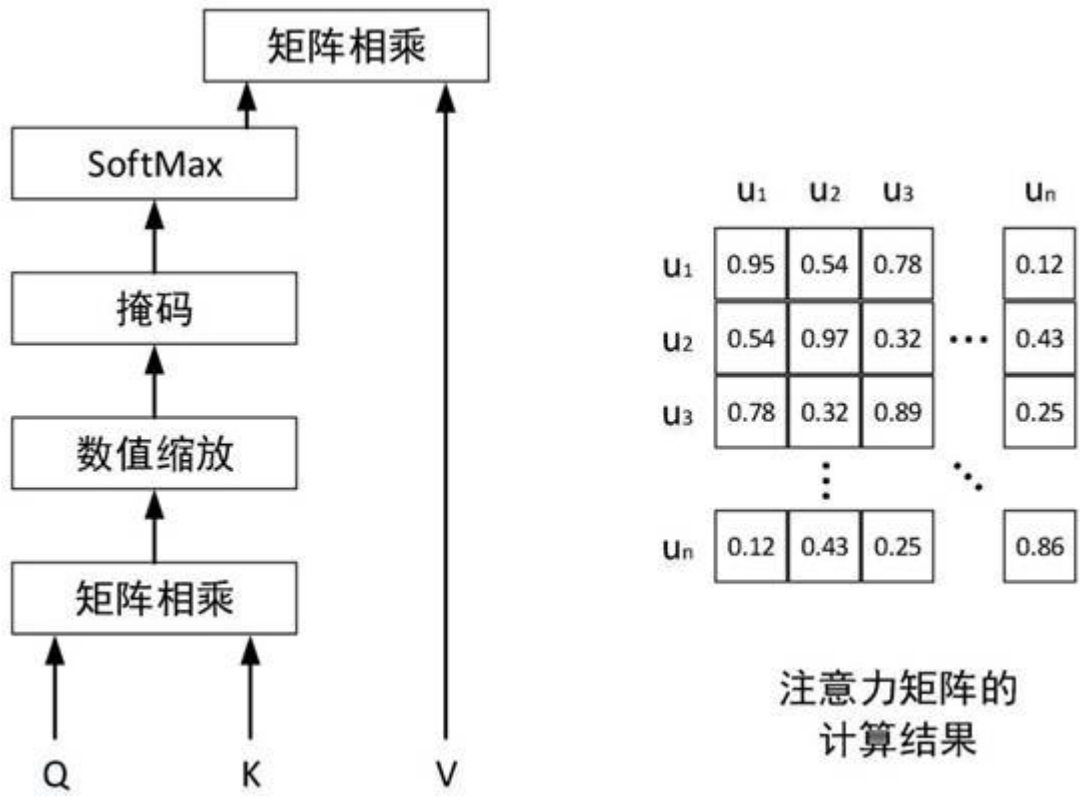 矩阵相乘
SoftMax
掩码
数值缩放
矩阵相乘
Q K V
u₁ u₂ u₃ uₙ
u₁ 0.95 0.54 0.78 0.12
u₂ 0.54 0.97 0.32 ··· 0.43
u₃ 0.78 0.32 0.89 0.25
⋮ ⋱
uₙ 0.12 0.43 0.25 0.86
注意力矩阵的
计算结果